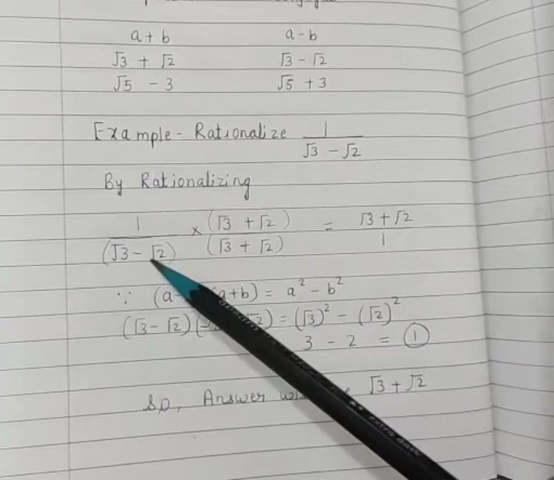 a + b a - b
√3 + √2 √3 - √2
√5 - 3 √5 + 3
Example - Rationalize 1/(√3 - √2)
By Rationalizing
1/(√3 - √2) × (√3 + √2)/(√3 + √2) = (√3 + √2)/1
∵ (a a+b) = a² - b²
(√3 - √2)( √2) = (√3)² - (√2)²
3 - 2 = 1
So, Answer √3 + √2